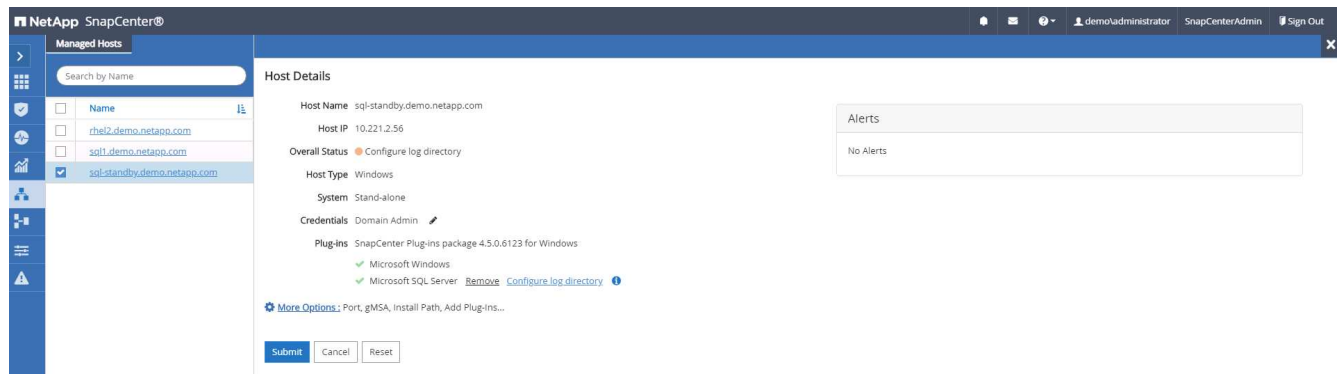 NetApp SnapCenter®
demo\administrator SnapCenterAdmin Sign Out
Managed Hosts
Search by Name
Name
rhel2.demo.netapp.com
sql1.demo.netapp.com
sql-standby.demo.netapp.com
Host Details
Host Name sql-standby.demo.netapp.com
Host IP 10.221.2.56
Overall Status Configure log directory
Host Type Windows
System Stand-alone
Credentials Domain Admin
Plug-ins SnapCenter Plug-ins package 4.5.0.6123 for Windows
Microsoft Windows
Microsoft SQL Server Remove Configure log directory
More Options : Port, gMSA, Install Path, Add Plug-Ins...
Submit Cancel Reset
Alerts
No Alerts